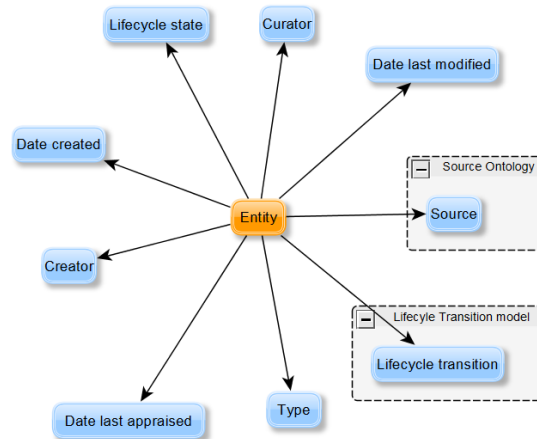 Lifecycle state
Curator
Date last modified
Date created
Source Ontology
Entity
Source
Creator
Lifecyle Transition model
Lifecycle transition
Type
Date last appraised